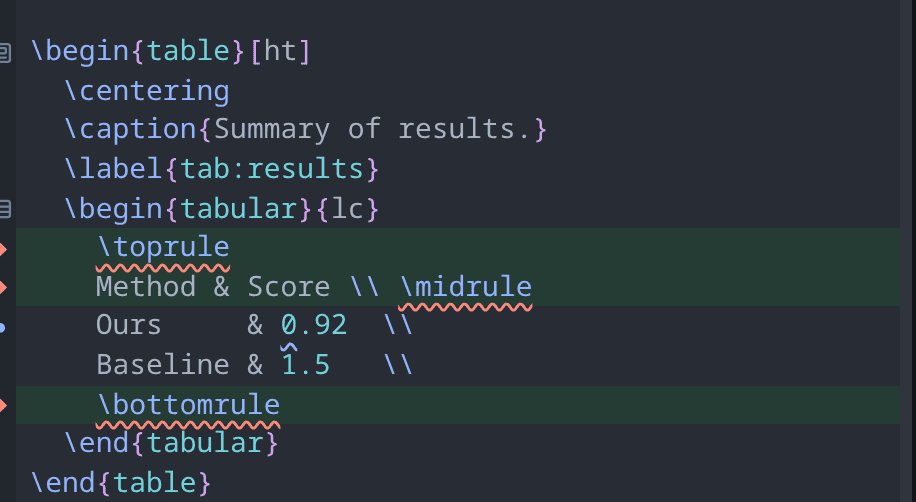 \begin{table}[ht]
  \centering
  \caption{Summary of results.}
  \label{tab:results}
  \begin{tabular}{lc}
    \toprule
    Method & Score \\ \midrule
    Ours     & 0.92  \\
    Baseline & 1.5   \\
    \bottomrule
  \end{tabular}
\end{table}